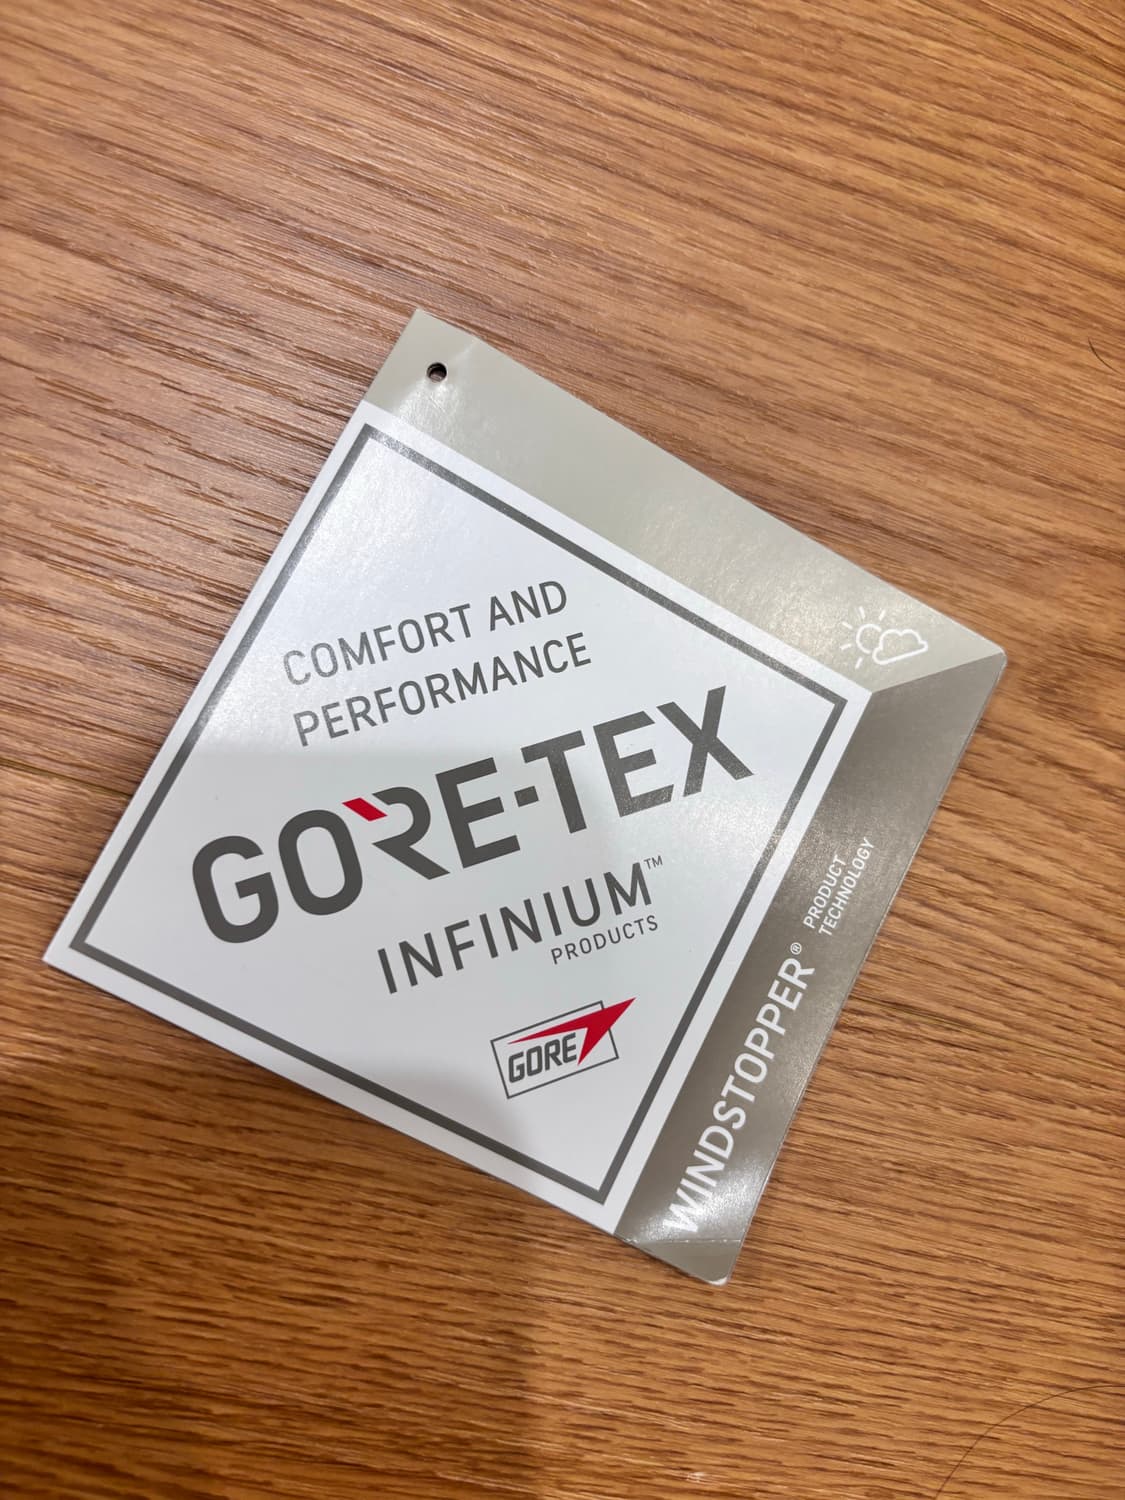 COMFORT AND
PERFORMANCE
GORE-TEX
INFINIUM™
PRODUCTS
GORE
WINDSTOPPER®
PRODUCT
TECHNOLOGY